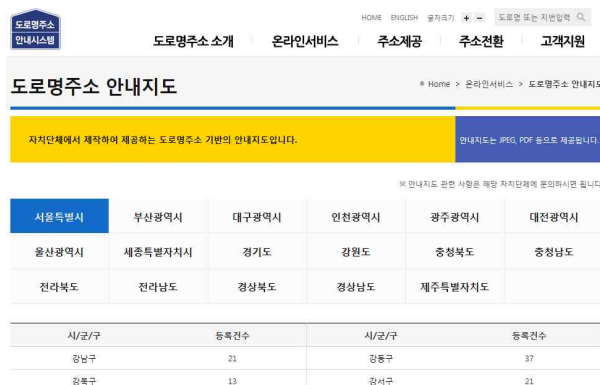 도로명주소
안내시스템
HOME ENGLISH 글자크기 + - 도로명 또는 지번입력
도로명주소 소개 온라인서비스 주소제공 주소전환 고객지원
도로명주소 안내지도
Home > 온라인서비스 > 도로명주소 안내지도
자치단체에서 제작하여 제공하는 도로명주소 기반의 안내지도입니다.
안내지도는 JPEG, PDF 등으로 제공됩니다.
※ 안내지도 관련 사항은 해당 자치단체에 문의하시면 됩니다
서울특별시 부산광역시 대구광역시 인천광역시 광주광역시 대전광역시
울산광역시 세종특별자치시 경기도 강원도 충청북도 충청남도
전라북도 전라남도 경상북도 경상남도 제주특별자치도
시/군/구 등록건수 시/군/구 등록건수
강남구 21 강동구 37
강북구 13 강서구 21